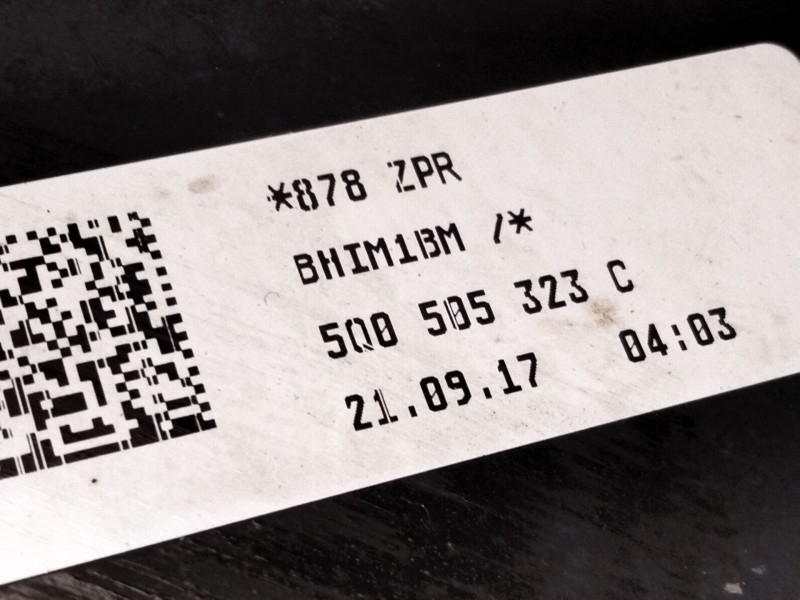 *878 ZPR
BHIM1BM /*
5Q0 505 323 C
21.09.17 04:03